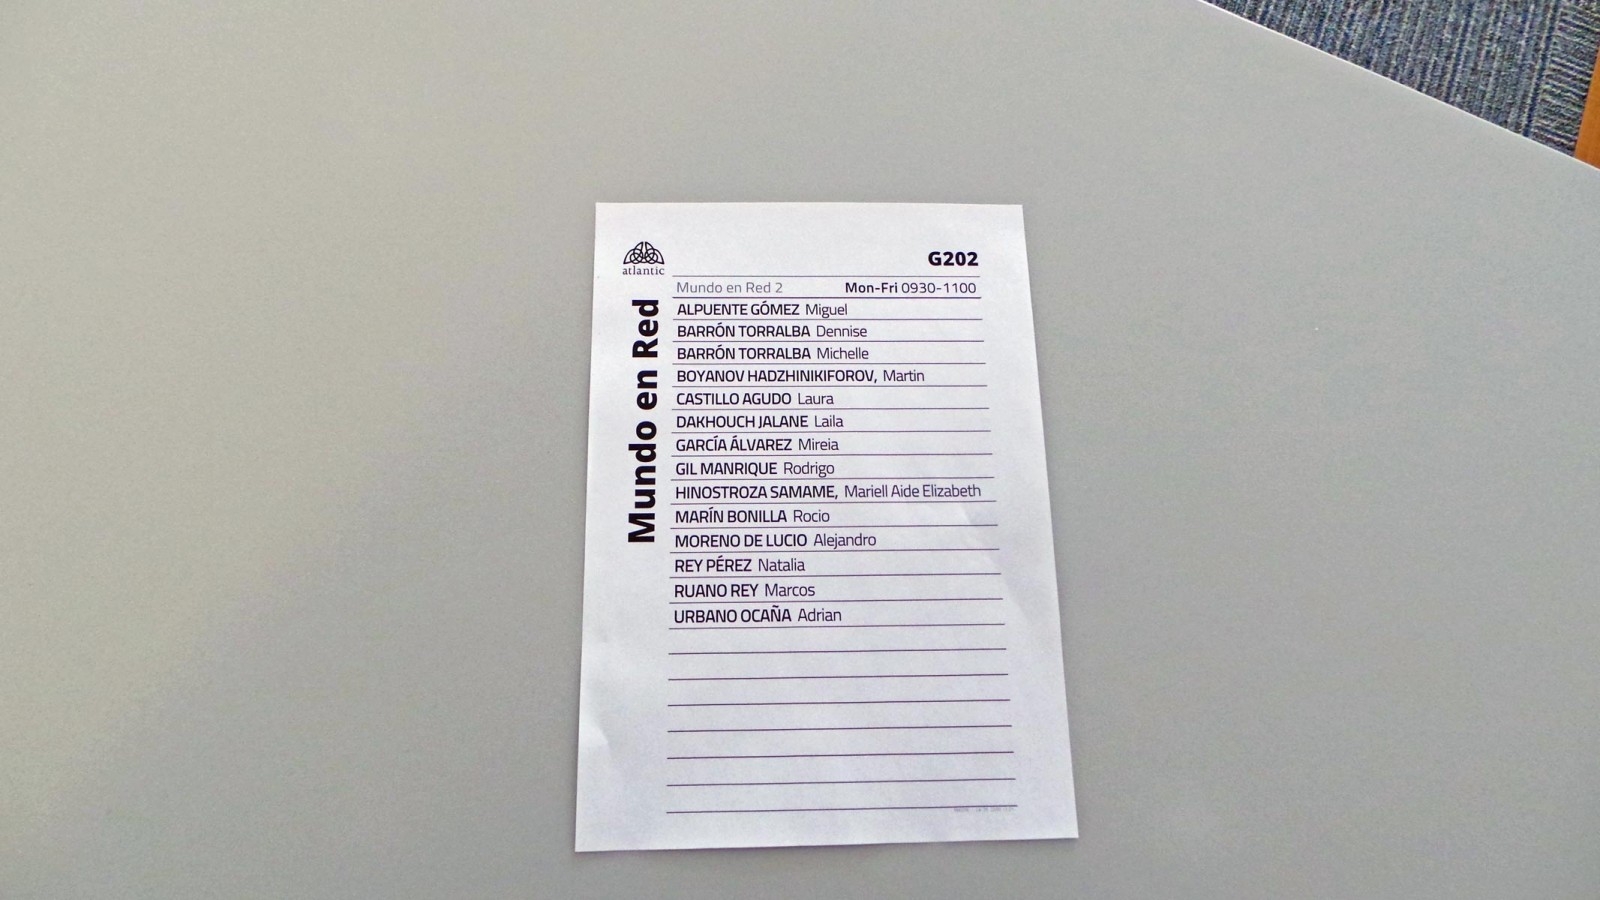 atlantic
G202
Mundo en Red
Mundo en Red 2 Mon-Fri 0930-1100
ALPUENTE GÓMEZ Miguel
BARRÓN TORRALBA Dennise
BARRÓN TORRALBA Michelle
BOYANOV HADZHINIKIFOROV, Martin
CASTILLO AGUDO Laura
DAKHOUCH JALANE Laila
GARCÍA ÁLVAREZ Mireia
GIL MANRIQUE Rodrigo
HINOSTROZA SAMAME, Mariell Aide Elizabeth
MARÍN BONILLA Rocio
MORENO DE LUCIO Alejandro
REY PÉREZ Natalia
RUANO REY Marcos
URBANO OCAÑA Adrian